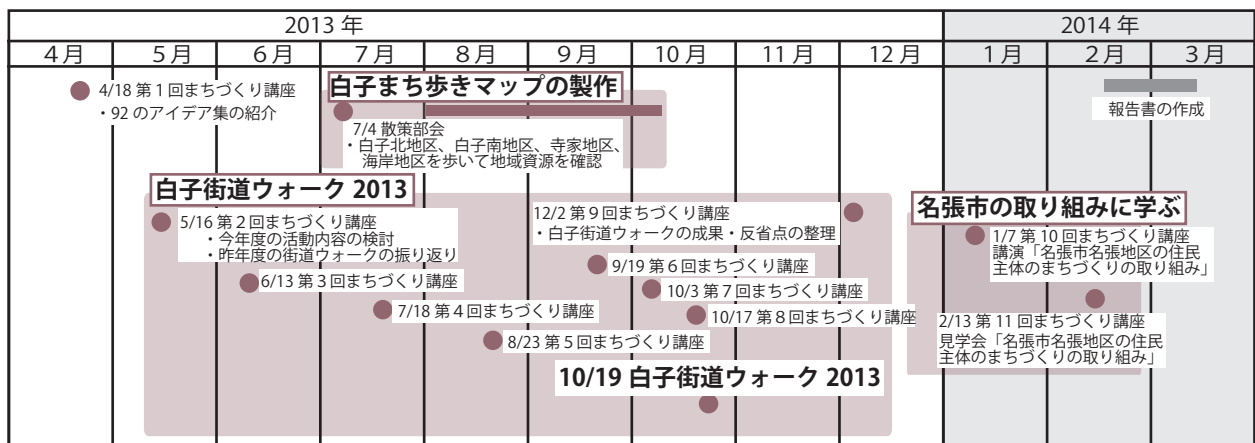 2013 年
2014 年
4 月
5 月
6 月
7 月
8 月
9 月
10 月
11 月
12 月
1 月
2 月
3 月
4/18 第 1 回まちづくり講座
・92 のアイデア集の紹介
白子まち歩きマップの製作
7/4 散策部会
・白子北地区、白子南地区、寺家地区、
海岸地区を歩いて地域資源を確認
報告書の作成
白子街道ウォーク 2013
5/16 第 2 回まちづくり講座
・今年度の活動内容の検討
・昨年度の街道ウォークの振り返り
6/13 第 3 回まちづくり講座
7/18 第 4 回まちづくり講座
8/23 第 5 回まちづくり講座
12/2 第 9 回まちづくり講座
・白子街道ウォークの成果・反省点の整理
9/19 第 6 回まちづくり講座
10/3 第 7 回まちづくり講座
10/17 第 8 回まちづくり講座
10/19 白子街道ウォーク 2013
名張市の取り組みに学ぶ
1/7 第 10 回まちづくり講座
講演「名張市名張地区の住民
主体のまちづくりの取り組み」
2/13 第 11 回まちづくり講座
見学会「名張市名張地区の住民
主体のまちづくりの取り組み」